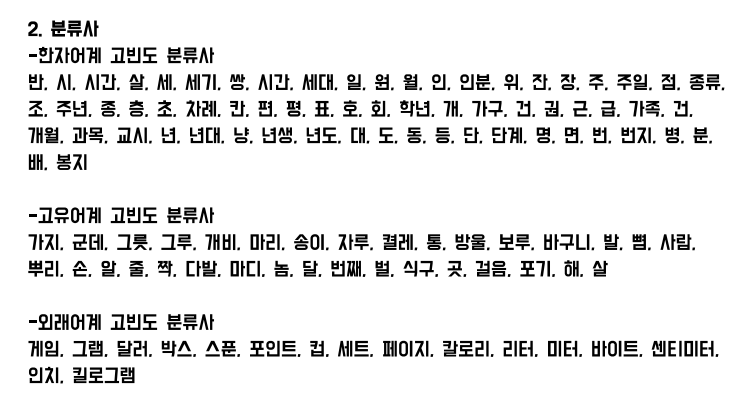 2. 분류사
-한자어계 고빈도 분류사
반, 시, 시간, 살, 세, 세기, 쌍, 시간, 세대, 일, 원, 월, 인, 인분, 위, 잔, 장, 주, 주일, 점, 종류,
조, 주년, 종, 층, 초, 차례, 칸, 편, 평, 표, 호, 회, 학년, 개, 가구, 건, 권, 근, 급, 가족, 건,
개월, 과목, 교시, 년, 년대, 냥, 년생, 년도, 대, 도, 동, 등, 단, 단계, 명, 면, 번, 번지, 병, 분,
배, 봉지
-고유어계 고빈도 분류사
가지, 군데, 그릇, 그루, 개비, 마리, 송이, 자루, 켤레, 통, 방울, 보루, 바구니, 발, 뼘, 사람,
뿌리, 손, 알, 줄, 짝, 다발, 마디, 놈, 달, 번째, 벌, 식구, 곳, 걸음, 포기, 해, 살
-외래어계 고빈도 분류사
게임, 그램, 달러, 박스, 스푼, 포인트, 컵, 세트, 페이지, 칼로리, 리터, 미터, 바이트, 센티미터,
인치, 킬로그램